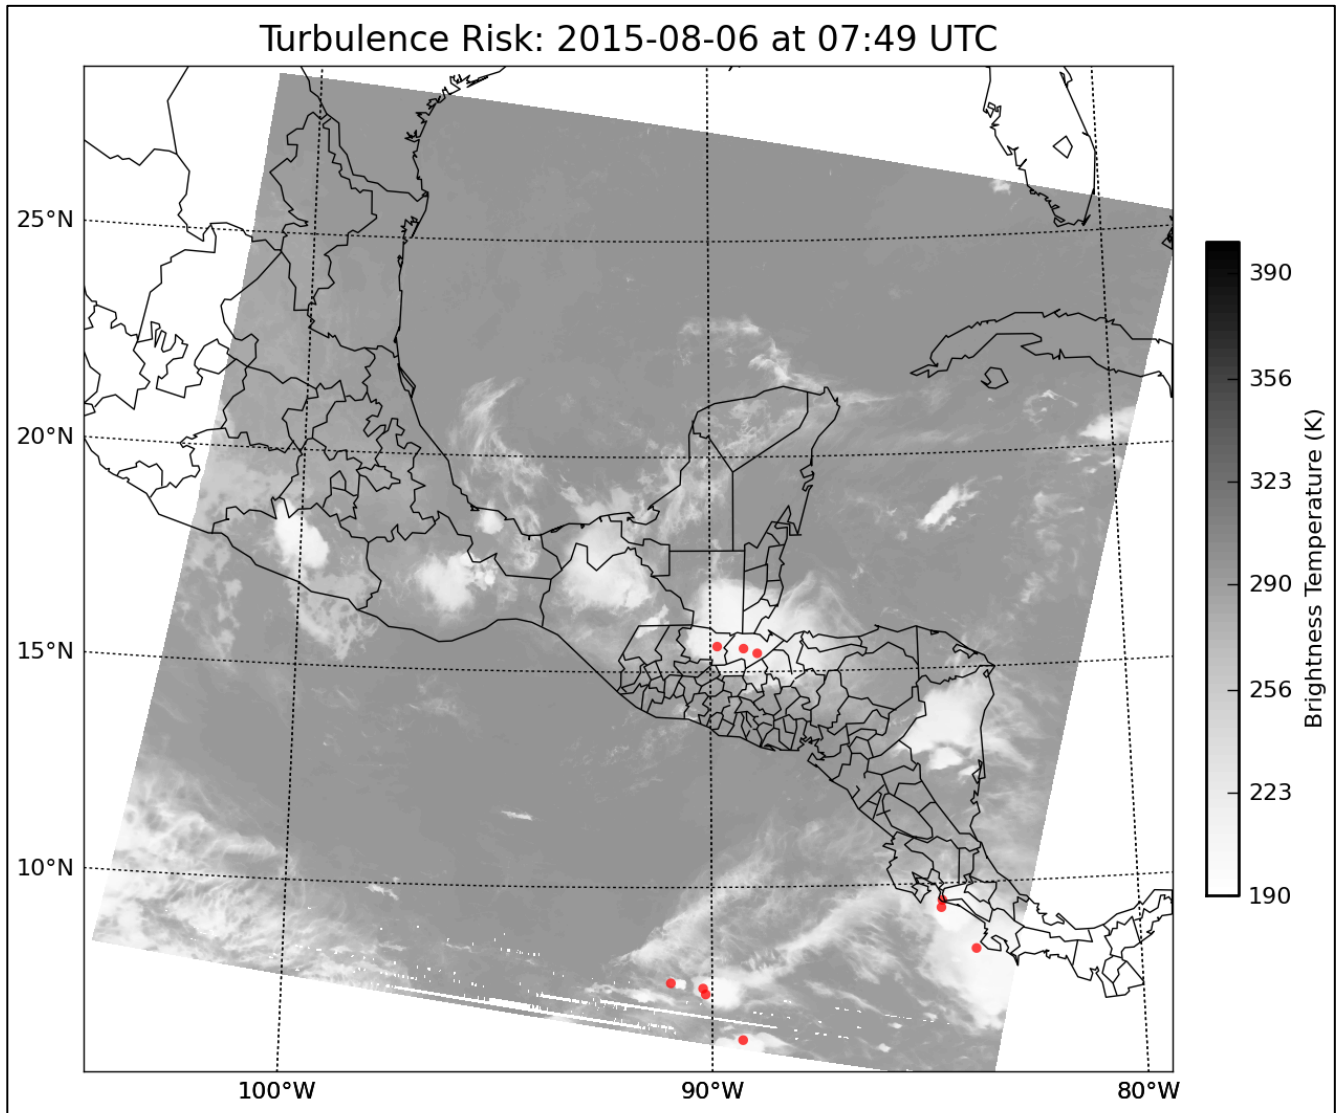 Turbulence Risk: 2015-08-06 at 07:49 UTC
25°N
20°N
15°N
10°N
100°W
90°W
80°W
390
356
323
290
256
223
190
Brightness Temperature (K)